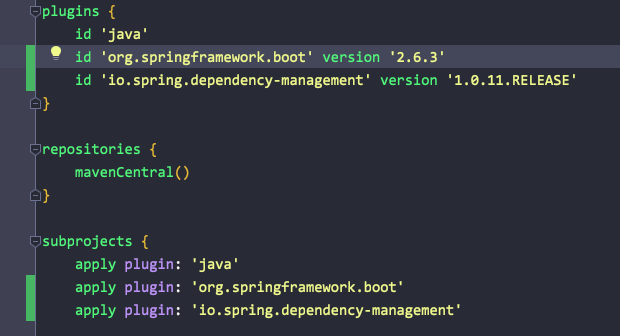 plugins {
id 'java'
id 'org.springframework.boot' version '2.6.3'
id 'io.spring.dependency-management' version '1.0.11.RELEASE'
}
repositories {
mavenCentral()
}
subprojects {
apply plugin: 'java'
apply plugin: 'org.springframework.boot'
apply plugin: 'io.spring.dependency-management'